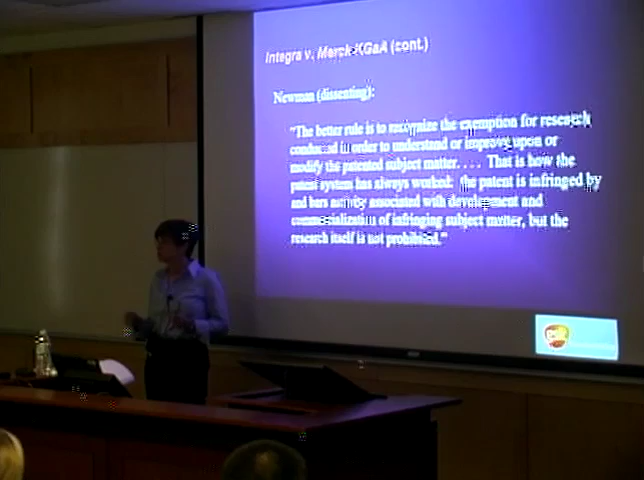 Integra v. Merck KGaA (cont.)
Newman (dissenting):
"The better rule is to recognize the exemption for research
conducted in order to understand or improve upon or
modify the patented subject matter. . . . That is how the
patent system has always worked: the patent is infringed by
and bars activity associated with development and
commercialization of infringing subject matter, but the
research itself is not prohibited."